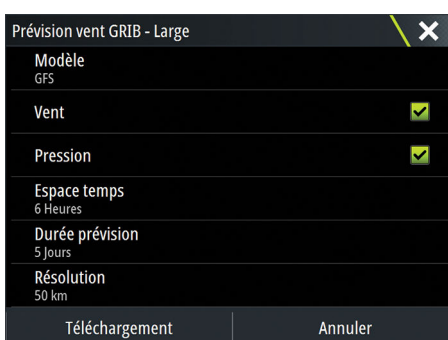 Prévision vent GRIB - Large
Modèle
GFS
Vent
Pression
Espace temps
6 Heures
Durée prévision
5 Jours
Résolution
50 km
Téléchargement
Annuler